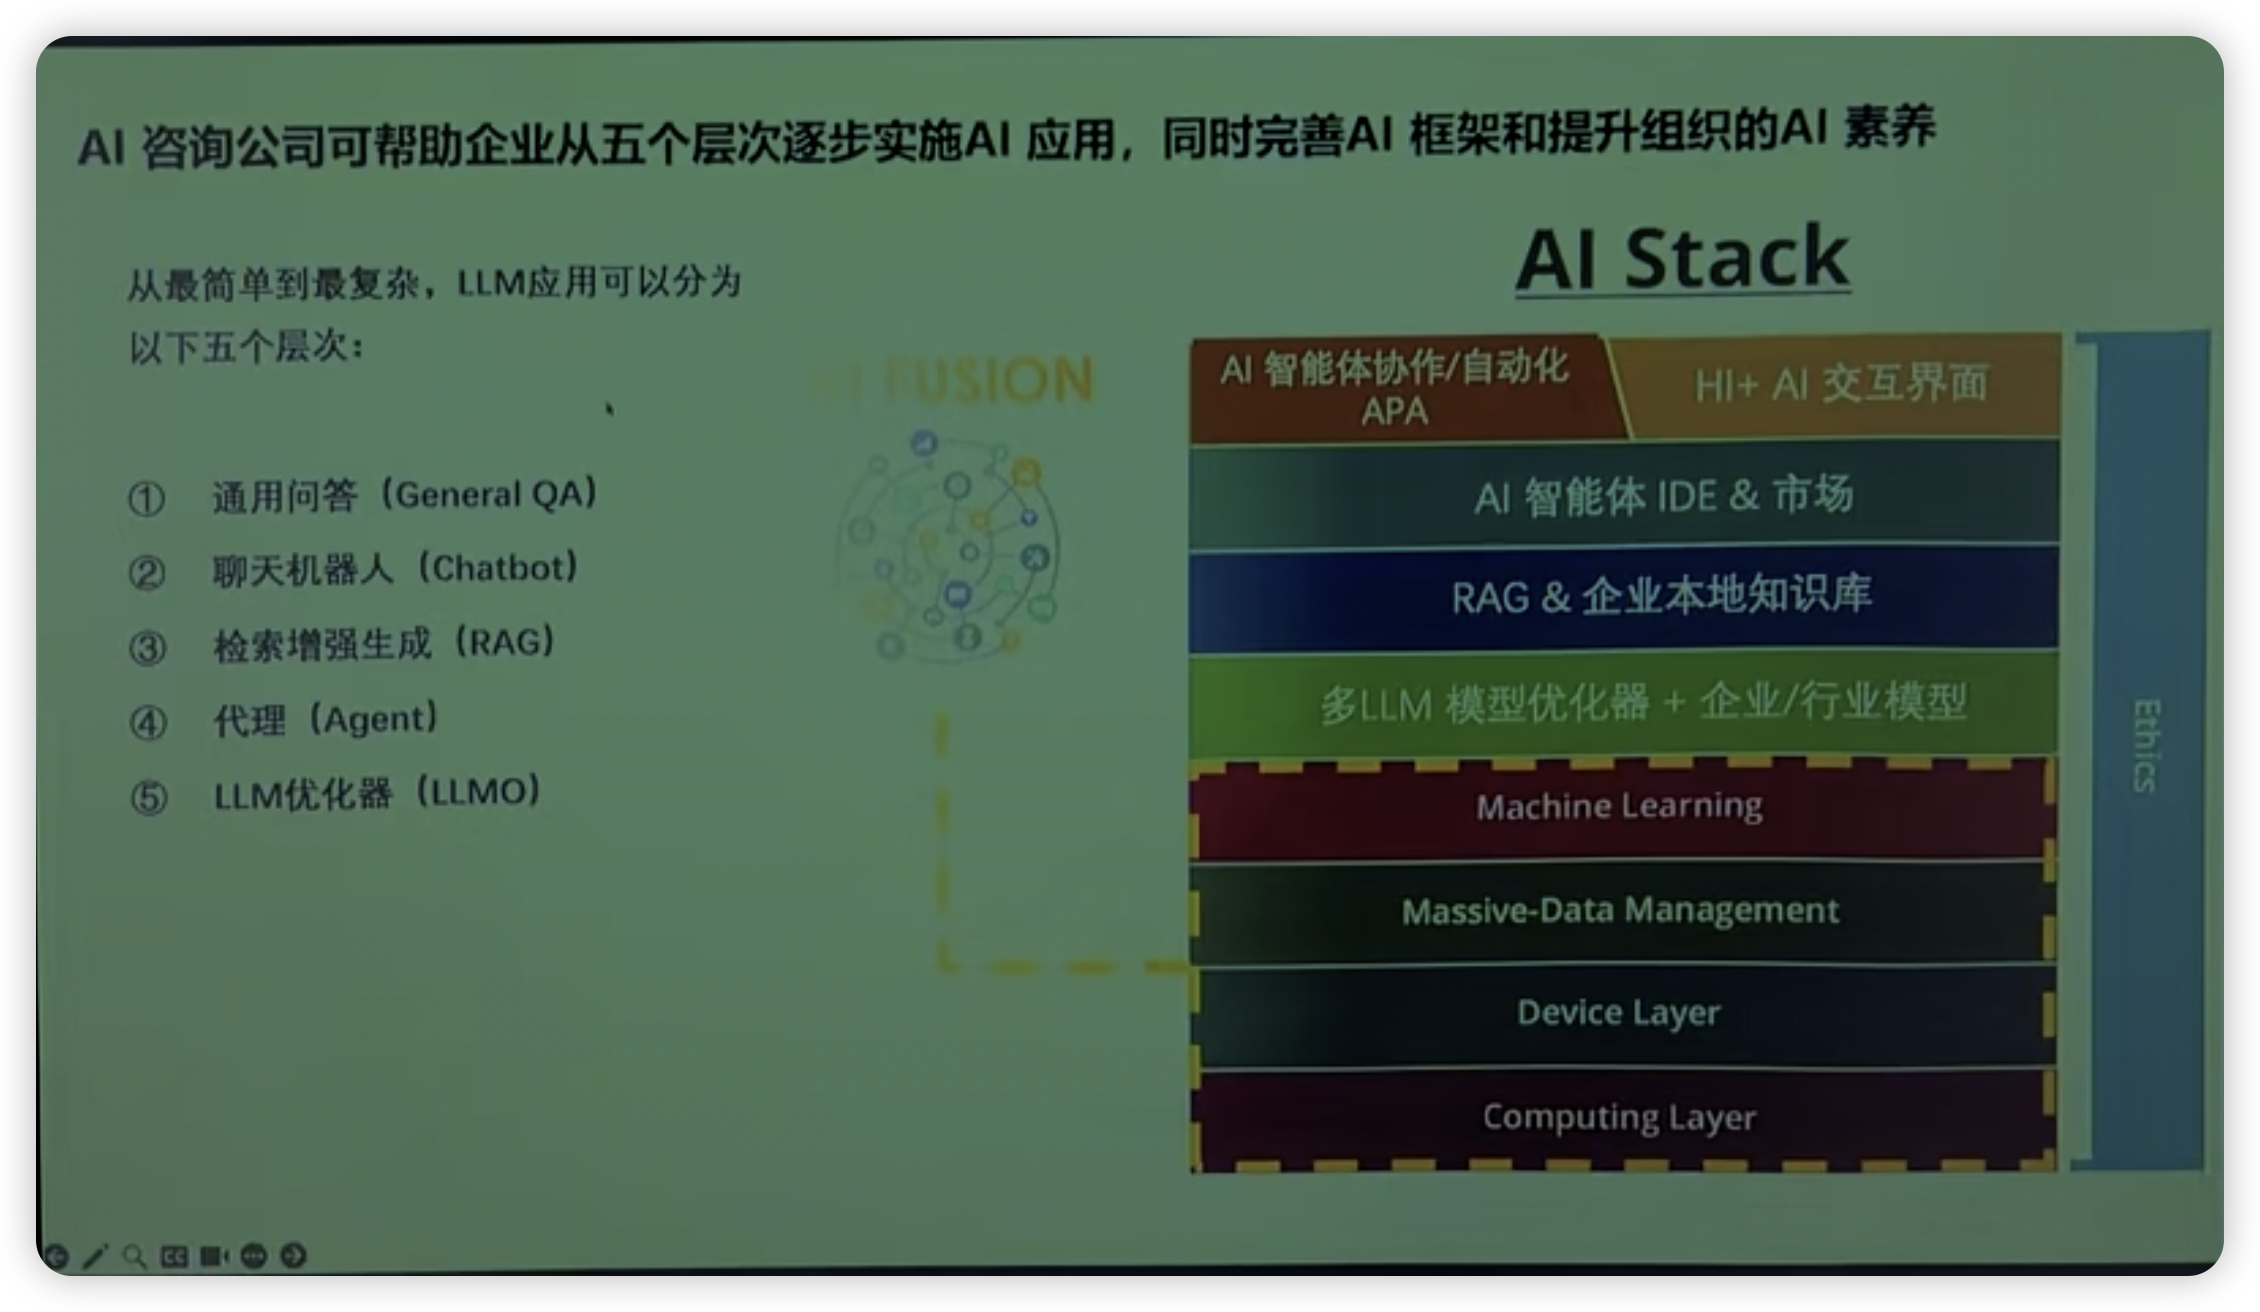 AI 咨询公司可帮助企业从五个层次逐步实施AI 应用，同时完善AI 框架和提升组织的AI 素养
从最简单到最复杂，LLM应用可以分为
以下五个层次：
① 通用问答（General QA）
② 聊天机器人（Chatbot）
③ 检索增强生成（RAG）
④ 代理（Agent）
⑤ LLM优化器（LLMO）
FUSION
AI Stack
AI 智能体协作/自动化
APA
HI+ AI 交互界面
AI 智能体 IDE & 市场
RAG & 企业本地知识库
多LLM 模型优化器 + 企业/行业模型
Machine Learning
Massive-Data Management
Device Layer
Computing Layer
Ethics
CC